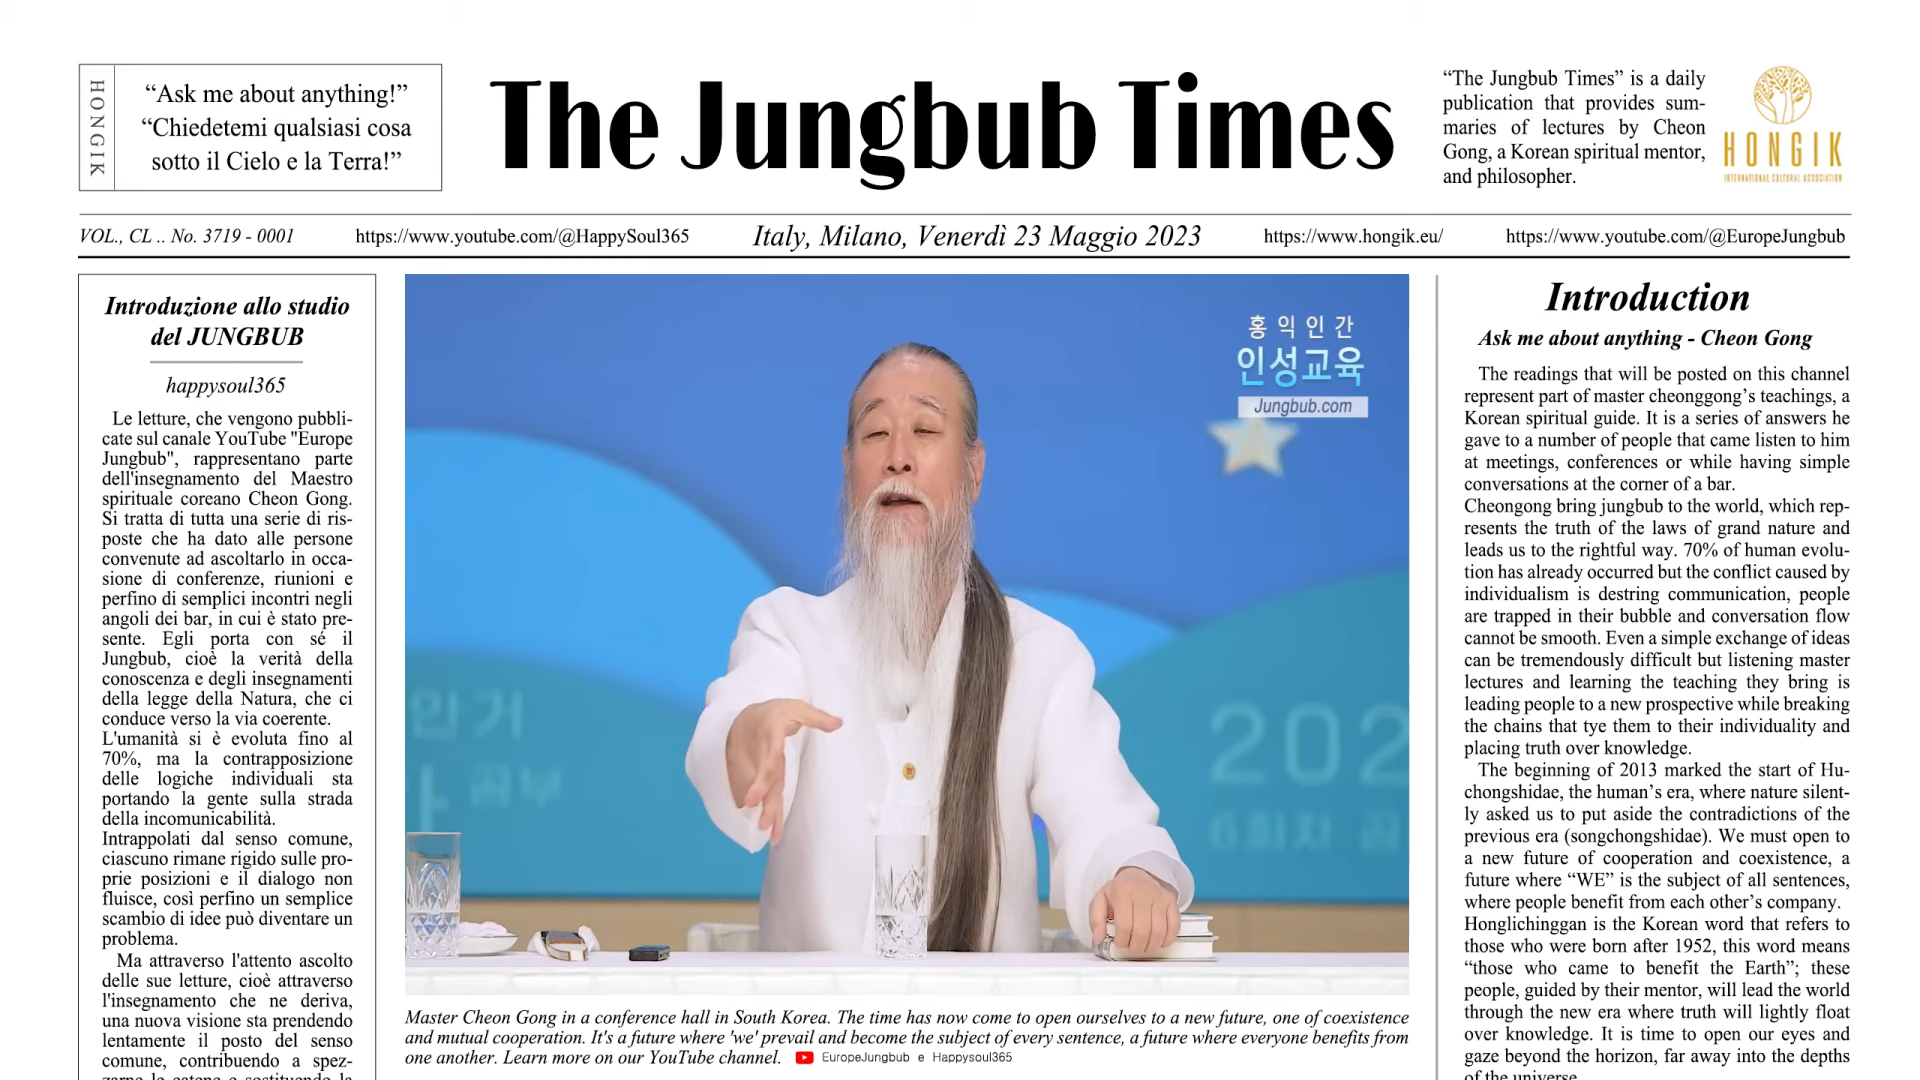 HONGIK
“Ask me about anything!”
“Chiedetemi qualsiasi cosa
sotto il Cielo e la Terra!”
The Jungbub Times
“The Jungbub Times” is a daily
publication that provides sum-
maries of lectures by Cheon
Gong, a Korean spiritual mentor,
and philosopher.
HONGIK
INTERNATIONAL CULTURAL ASSOCIATION
VOL., CL .. No. 3719 - 0001
https://www.youtube.com/@HappySoul365
Italy, Milano, Venerdì 23 Maggio 2023
https://www.hongik.eu/
https://www.youtube.com/@EuropeJungbub
Introduzione allo studio
del JUNGBUB
happysoul365
Le letture, che vengono pubbli-
cate sul canale YouTube "Europe
Jungbub", rappresentano parte
dell'insegnamento del Maestro
spirituale coreano Cheon Gong.
Si tratta di tutta una serie di ris-
poste che ha dato alle persone
convenute ad ascoltarlo in occa-
sione di conferenze, riunioni e
perfino di semplici incontri negli
angoli dei bar, in cui è stato pre-
sente. Egli porta con sé il
Jungbub, cioè la verità della
conoscenza e degli insegnamenti
della legge della Natura, che ci
conduce verso la via coerente.
L'umanità si è evoluta fino al
70%, ma la contrapposizione
delle logiche individuali sta
portando la gente sulla strada
della incomunicabilità.
Intrappolati dal senso comune,
ciascuno rimane rigido sulle pro-
prie posizioni e il dialogo non
fluisce, così perfino un semplice
scambio di idee può diventare un
problema.
Ma attraverso l'attento ascolto
delle sue letture, cioè attraverso
l'insegnamento che ne deriva,
una nuova visione sta prendendo
lentamente il posto del senso
comune, contribuendo a spez-
zarne le catene e sostituendo la
홍익인간
인성교육
Jungbub.com
안거
202
공부
6회차 공
Master Cheon Gong in a conference hall in South Korea. The time has now come to open ourselves to a new future, one of coexistence
and mutual cooperation. It's a future where 'we' prevail and become the subject of every sentence, a future where everyone benefits from
one another. Learn more on our YouTube channel. EuropeJungbub e Happysoul365
Introduction
Ask me about anything - Cheon Gong
The readings that will be posted on this channel
represent part of master cheonggong’s teachings, a
Korean spiritual guide. It is a series of answers he
gave to a number of people that came listen to him
at meetings, conferences or while having simple
conversations at the corner of a bar.
Cheongong bring jungbub to the world, which rep-
resents the truth of the laws of grand nature and
leads us to the rightful way. 70% of human evolu-
tion has already occurred but the conflict caused by
individualism is destring communication, people
are trapped in their bubble and conversation flow
cannot be smooth. Even a simple exchange of ideas
can be tremendously difficult but listening master
lectures and learning the teaching they bring is
leading people to a new prospective while breaking
the chains that tye them to their individuality and
placing truth over knowledge.
The beginning of 2013 marked the start of Hu-
chongshidae, the human’s era, where nature silent-
ly asked us to put aside the contradictions of the
previous era (songchongshidae). We must open to
a new future of cooperation and coexistence, a
future where “WE” is the subject of all sentences,
where people benefit from each other’s company.
Honglichinggan is the Korean word that refers to
those who were born after 1952, this word means
“those who came to benefit the Earth”; these
people, guided by their mentor, will lead the world
through the new era where truth will lightly float
over knowledge. It is time to open our eyes and
gaze beyond the horizon, far away into the depths
of the universe.